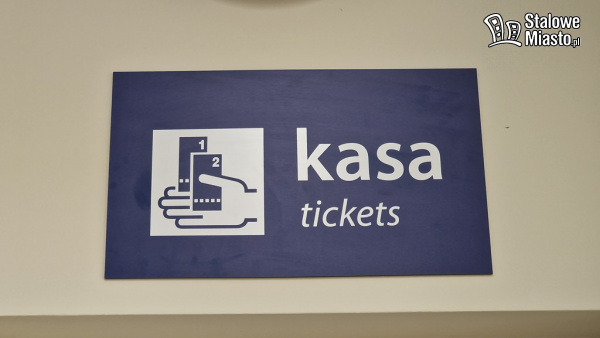 Stalowe
Miasto.pl
1
2
kasa
tickets